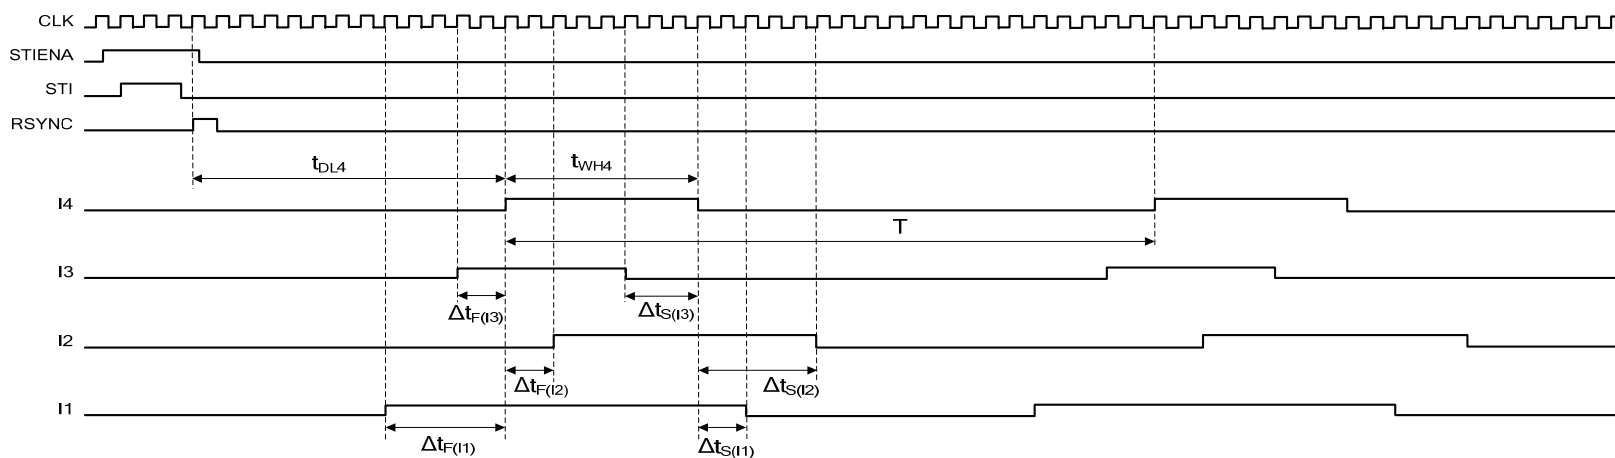 CLK
STIENA
STI
RSYNC
tDL4
tWH4
I4
T
I3
ΔtF(I3)
ΔtS(I3)
I2
ΔtF(I2)
ΔtS(I2)
I1
ΔtF(I1)
ΔtS(I1)